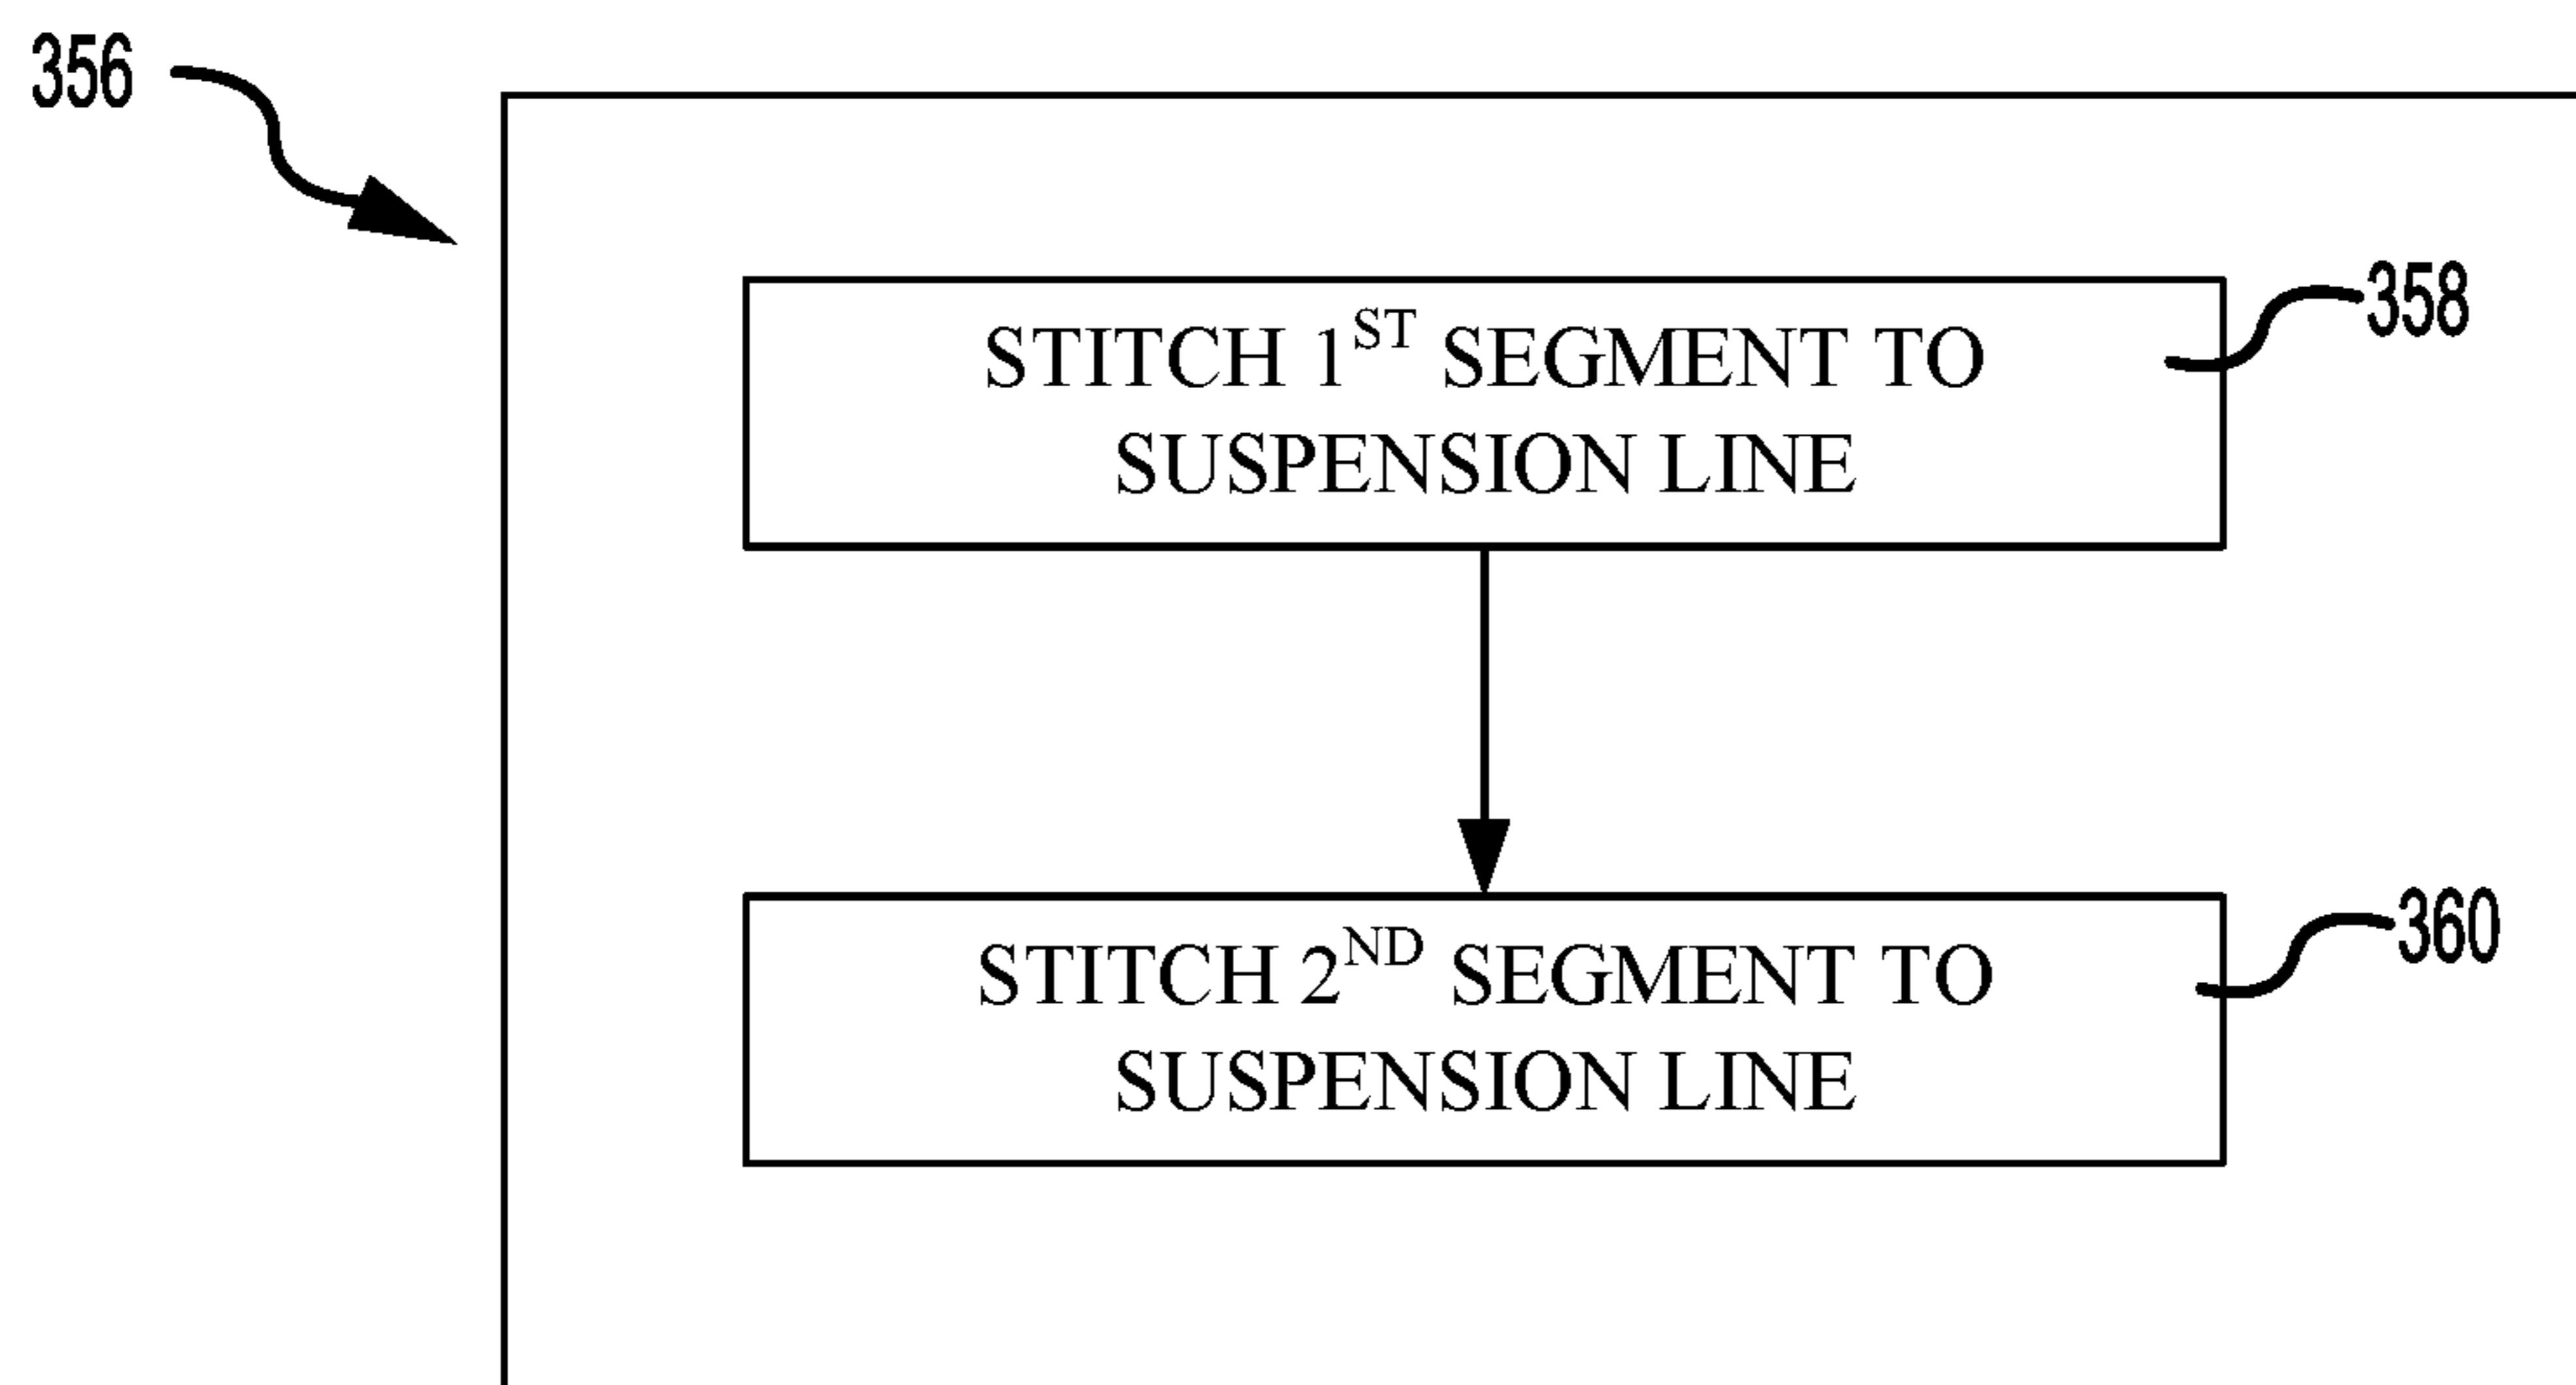 356
STITCH 1ST SEGMENT TO
SUSPENSION LINE
358
STITCH 2ND SEGMENT TO
SUSPENSION LINE
360